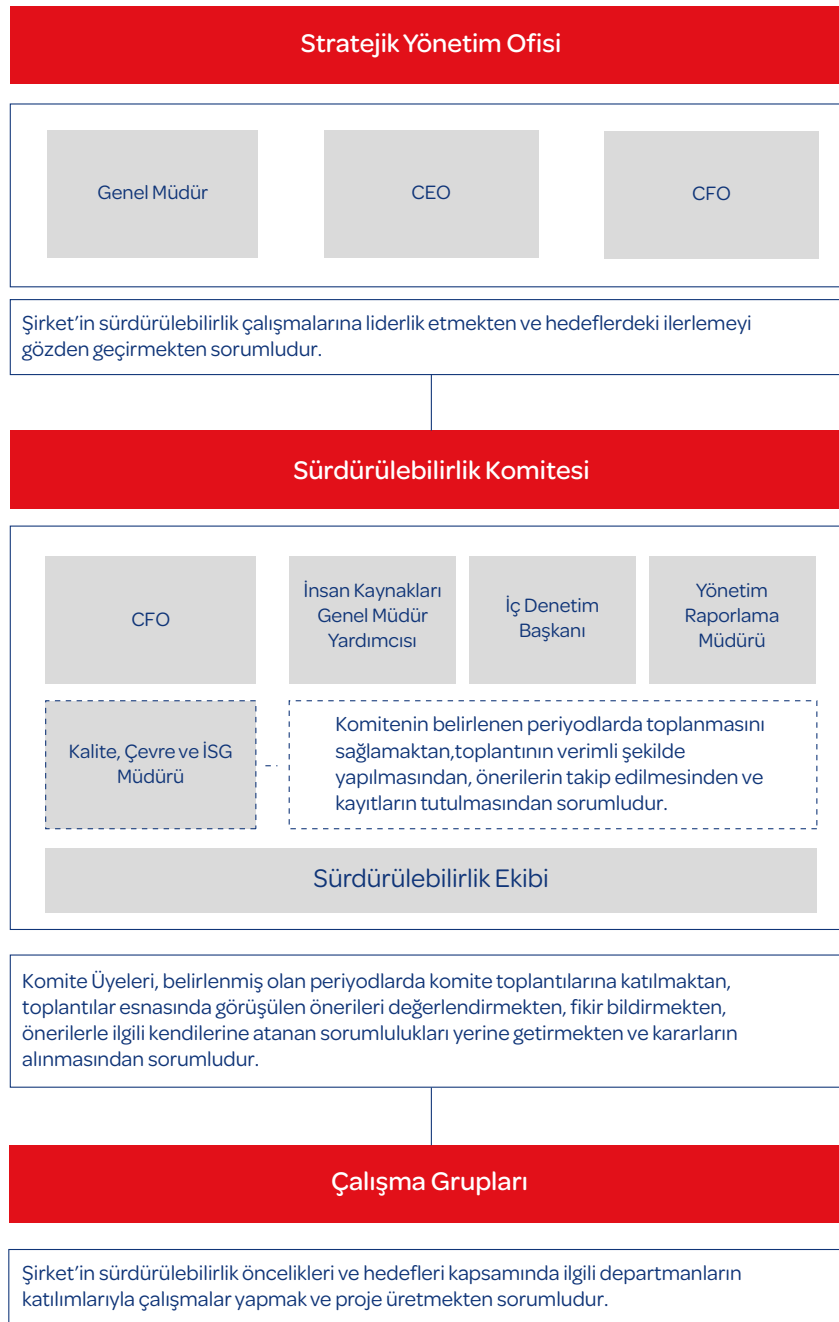 Stratejik Yönetim Ofisi
Genel Müdür
CEO
CFO
Şirket'in sürdürülebilirlik çalışmalarına liderlik etmekten ve hedeflerdeki ilerlemeyi
gözden geçirmekten sorumludur.
Sürdürülebilirlik Komitesi
CFO
İnsan Kaynakları
Genel Müdür
Yardımcısı
İç Denetim
Başkanı
Yönetim
Raporlama
Müdürü
Kalite, Çevre ve İSG
Müdürü
Komitenin belirlenen periyodlarda toplanmasını
sağlamaktan,toplantının verimli şekilde
yapılmasından, önerilerin takip edilmesinden ve
kayıtların tutulmasından sorumludur.
Sürdürülebilirlik Ekibi
Komite Üyeleri, belirlenmiş olan periyodlarda komite toplantılarına katılmaktan,
toplantılar esnasında görüşülen önerileri değerlendirmekten, fikir bildirmekten,
önerilerle ilgili kendilerine atanan sorumlulukları yerine getirmekten ve kararların
alınmasından sorumludur.
Çalışma Grupları
Şirket'in sürdürülebilirlik öncelikleri ve hedefleri kapsamında ilgili departmanların
katılımlarıyla çalışmalar yapmak ve proje üretmekten sorumludur.